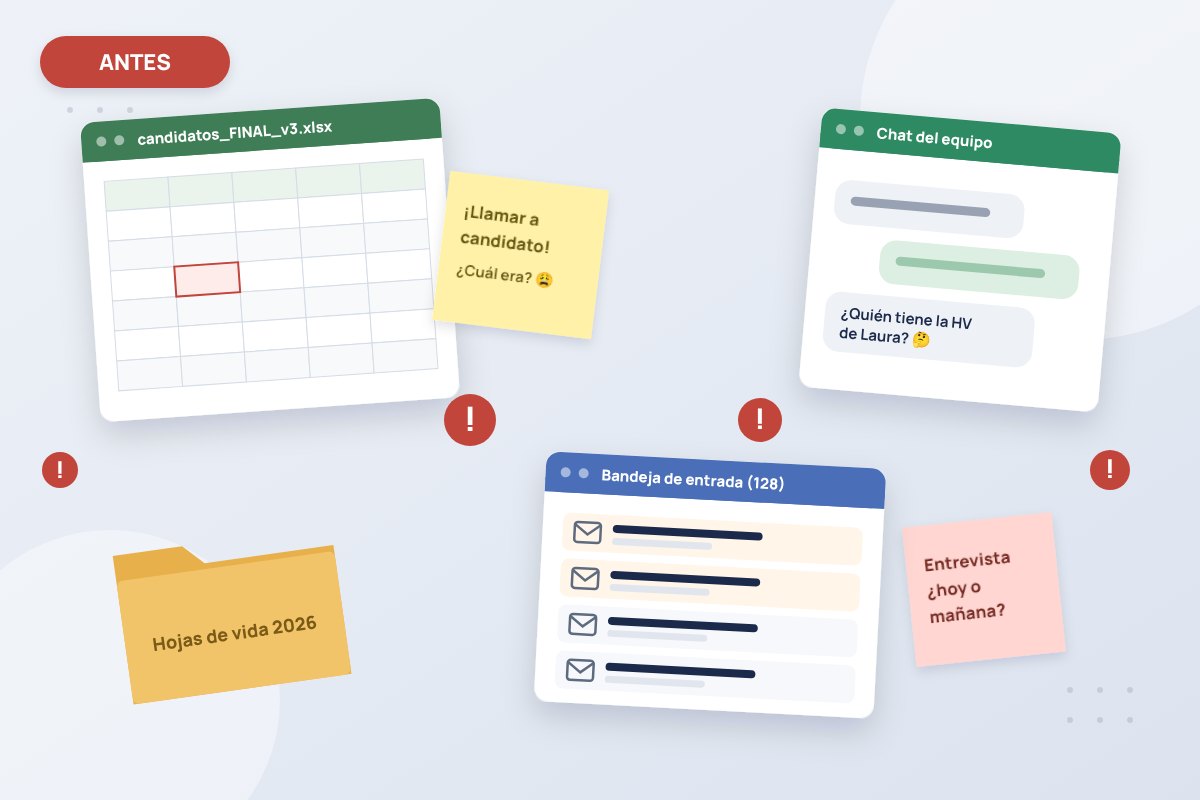 ANTES
candidatos_FINAL_v3.xlsx
¡Llamar a
candidato!
¿Cuál era? 😩
Chat del equipo
¿Quién tiene la HV
de Laura? 🤔
!
!
!
!
Bandeja de entrada (128)
Entrevista
¿hoy o
mañana?
Hojas de vida 2026